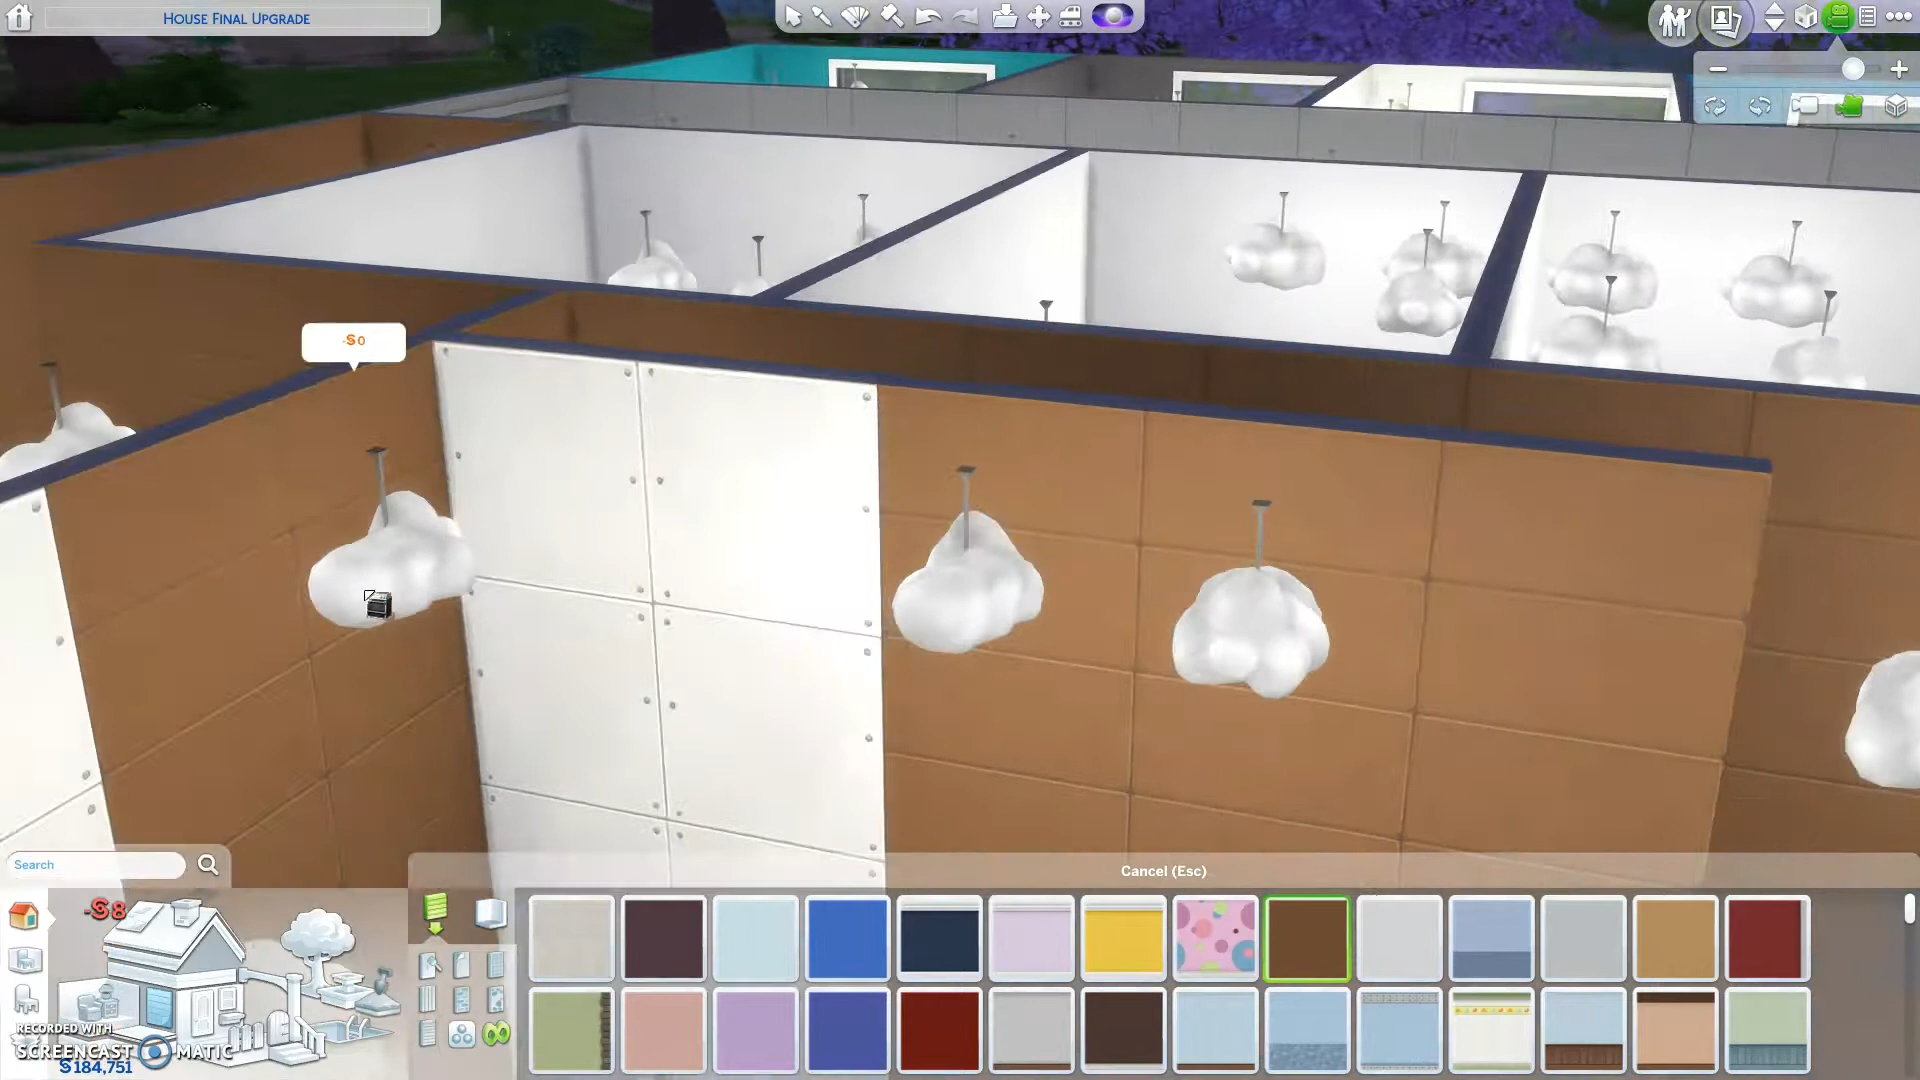 House Final Upgrade
-§0
Search
Cancel (Esc)
-§8
RECORDED WITH
SCREENCAST MATIC
§184,751